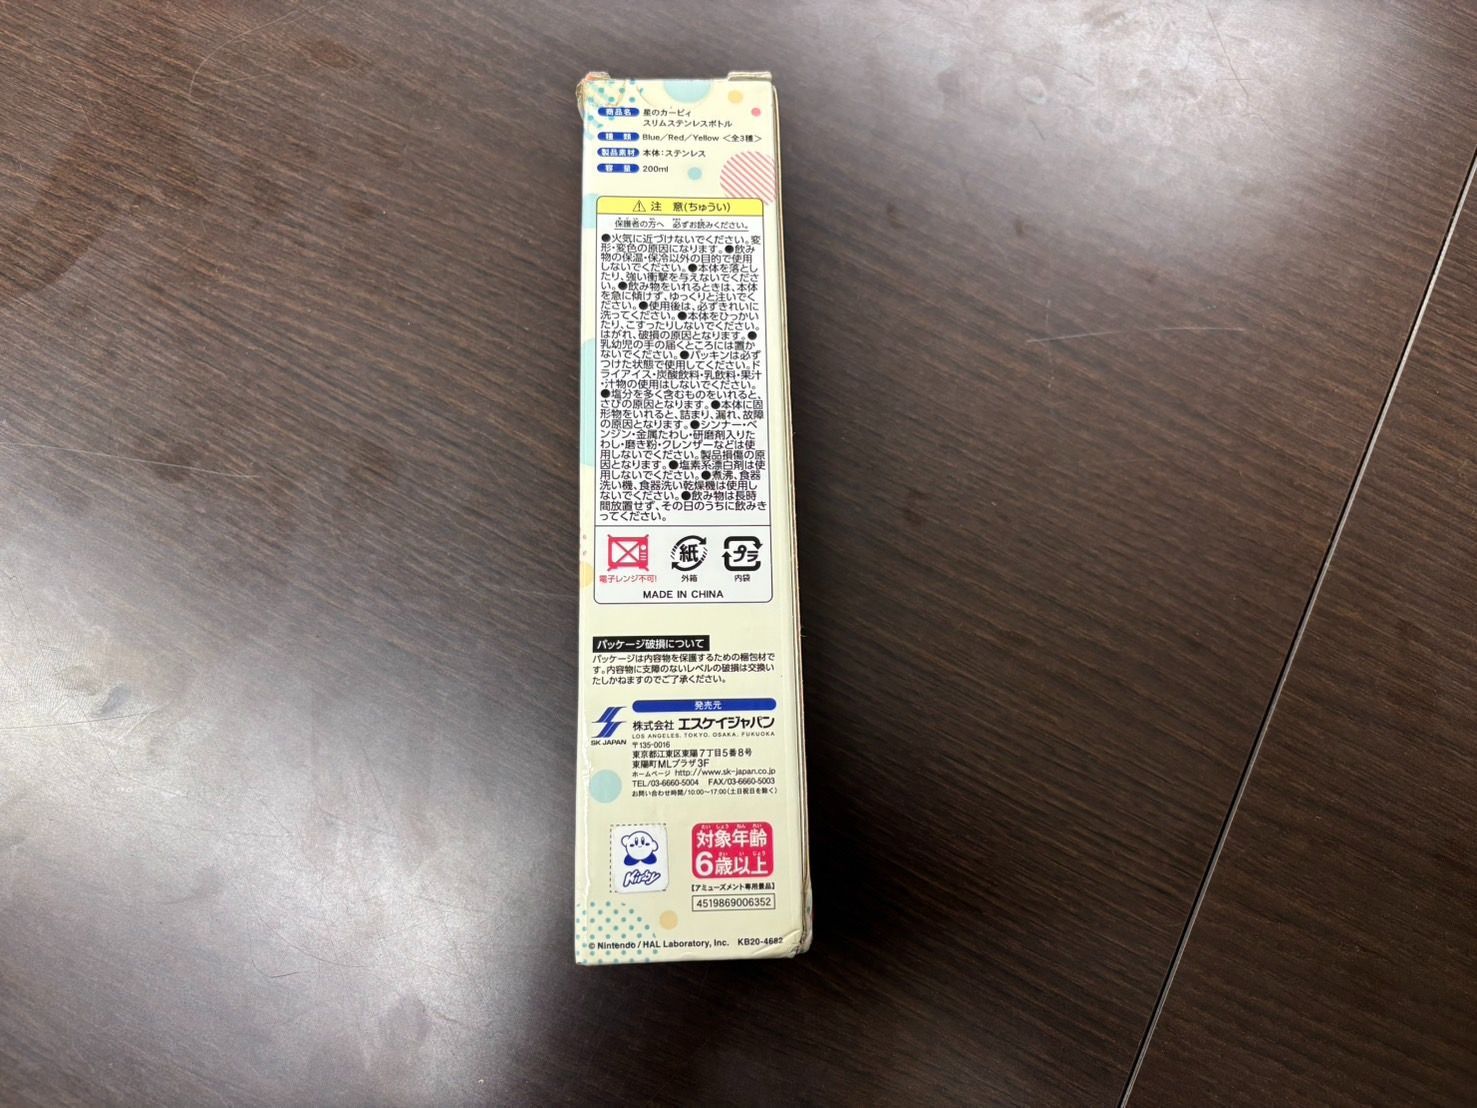 商品名 星のカービィ
スリムステンレスボトル
種類 Blue／Red／Yellow ＜全3種＞
製品素材 本体：ステンレス
容量 200ml
⚠ 注 意(ちゅうい)
保護者の方へ 必ずお読みください。
●火気に近づけないでください。変
形・変色の原因になります。●飲み
物の保温・保冷以外の目的で使用
しないでください。●本体を落とし
たり、強い衝撃を与えないでくださ
い。●飲み物をいれるときは、本体
を急に傾けず、ゆっくりと注いでく
ださい。●使用後は、必ずきれいに
洗ってください。●本体をひっかい
たり、こすったりしないでください。
はがれ、破損の原因となります。●
乳幼児の手の届くところには置か
ないでください。●パッキンは必ず
つけた状態で使用してください。ド
ライアイス・炭酸飲料・乳飲料・果汁
・汁物の使用はしないでください。
●塩分を多く含むものをいれると、
さびの原因となります。●本体に固
形物をいれると、詰まり、漏れ、故障
の原因となります。●シンナー・ベ
ンジン・金属たわし・研磨剤入りた
わし・磨き粉・クレンザーなどは使
用しないでください。製品損傷の原
因となります。●塩素系漂白剤は使
用しないでください。●煮沸、食器
洗い機、食器洗い乾燥機は使用し
ないでください。●飲み物は長時
間放置せず、その日のうちに飲みき
ってください。
紙 プラ
電子レンジ不可! 外箱 内袋
MADE IN CHINA
パッケージ破損について
パッケージは内容物を保護するための梱包材で
す。内容物に支障のないレベルの破損は交換い
たしかねますのでご了承ください。
発売元
SK JAPAN
株式会社 エスケイジャパン
LOS ANGELES. TOKYO. OSAKA. FUKUOKA
〒135-0016
東京都江東区東陽7丁目5番8号
東陽町MLプラザ3F
ホームページ http://www.sk-japan.co.jp
TEL/03-6660-5004 FAX/03-6660-5003
お問い合わせ時間/10:00〜17:00(土日祝日を除く)
Kirby
たいしょう ねん れい
対象年齢
さい い じょう
6歳以上
【アミューズメント専用景品】
4519869006352
© Nintendo / HAL Laboratory, Inc. KB20-4682